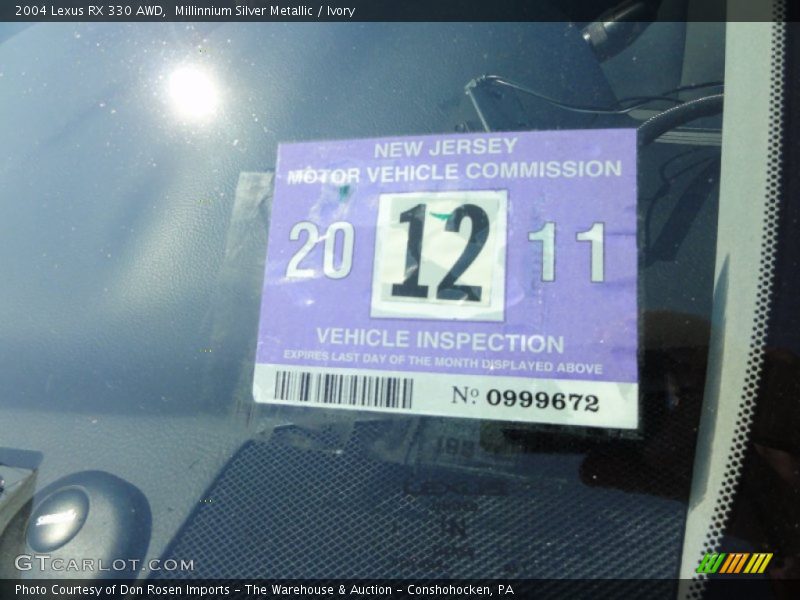 2004 Lexus RX 330 AWD, Millinnium Silver Metallic / Ivory
NEW JERSEY
MOTOR VEHICLE COMMISSION
20 12 11
VEHICLE INSPECTION
EXPIRES LAST DAY OF THE MONTH DISPLAYED ABOVE
Nº 0999672
GTCARLOT.COM
Photo Courtesy of Don Rosen Imports - The Warehouse & Auction - Conshohocken, PA